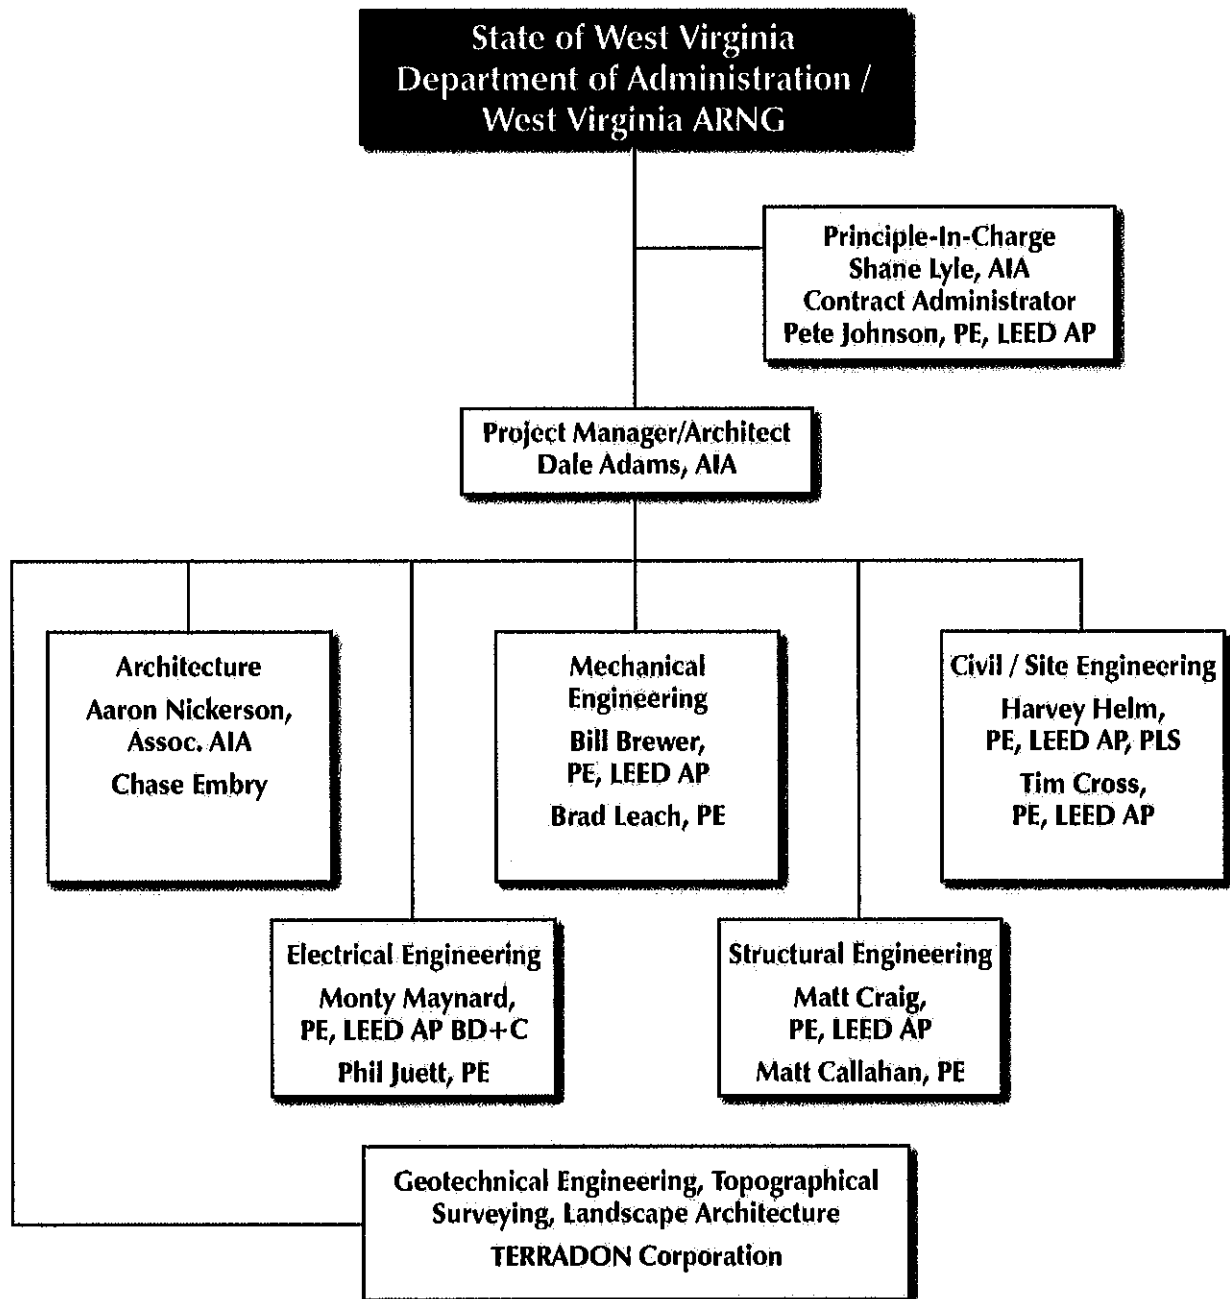 State of West Virginia
Department of Administration /
West Virginia ARNG
Principle-In-Charge
Shane Lyle, AIA
Contract Administrator
Pete Johnson, PE, LEED AP
Project Manager/Architect
Dale Adams, AIA
Architecture
Aaron Nickerson,
Assoc. AIA
Chase Embry
Mechanical
Engineering
Bill Brewer,
PE, LEED AP
Brad Leach, PE
Civil / Site Engineering
Harvey Helm,
PE, LEED AP, PLS
Tim Cross,
PE, LEED AP
Electrical Engineering
Monty Maynard,
PE, LEED AP BD+C
Phil Juett, PE
Structural Engineering
Matt Craig,
PE, LEED AP
Matt Callahan, PE
Geotechnical Engineering, Topographical
Surveying, Landscape Architecture
TERRADON Corporation